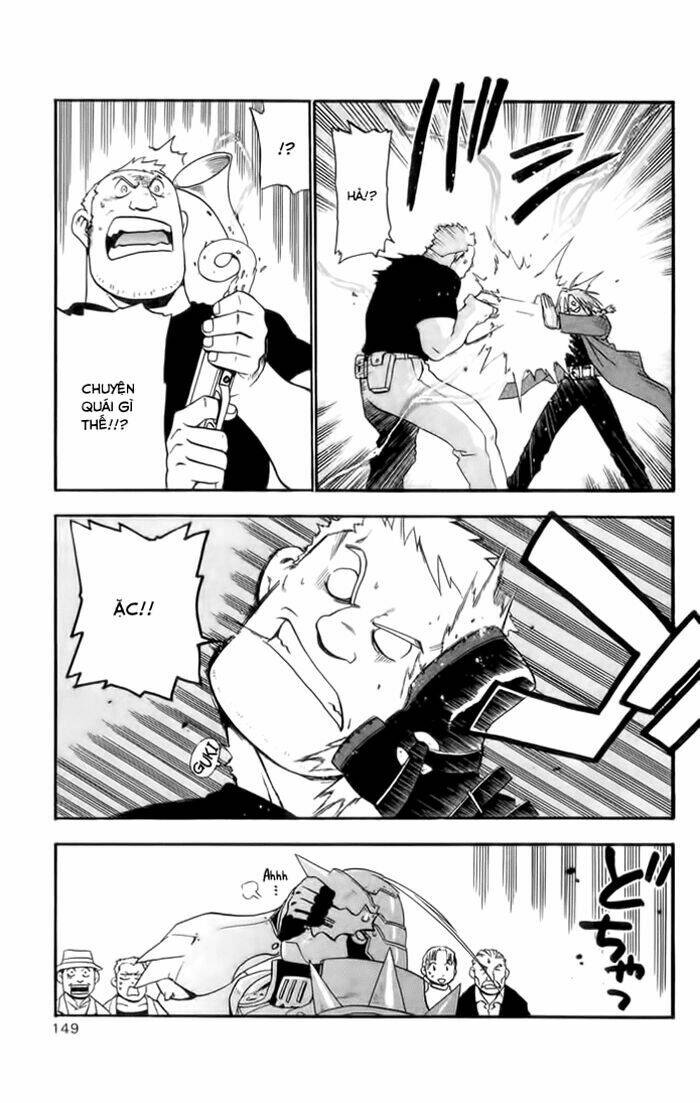 HẢ!?
!?
CHUYỆN
QUÁI GÌ
THẾ!!?
ẶC!!
GUKI
Ahhh
...
どちゃっ
149